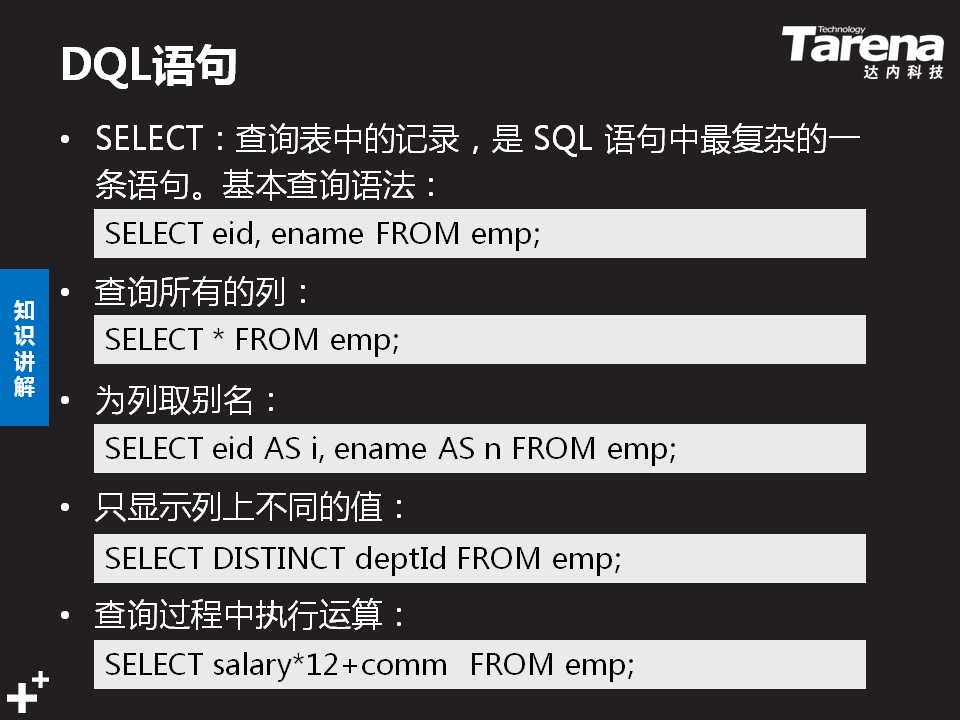 DQL语句
Technology
Tarena
达内科技
• SELECT：查询表中的记录，是 SQL 语句中最复杂的一
条语句。基本查询语法：
SELECT eid, ename FROM emp;
• 查询所有的列：
SELECT * FROM emp;
知识讲解
• 为列取别名：
SELECT eid AS i, ename AS n FROM emp;
• 只显示列上不同的值：
SELECT DISTINCT deptId FROM emp;
• 查询过程中执行运算：
SELECT salary*12+comm  FROM emp;